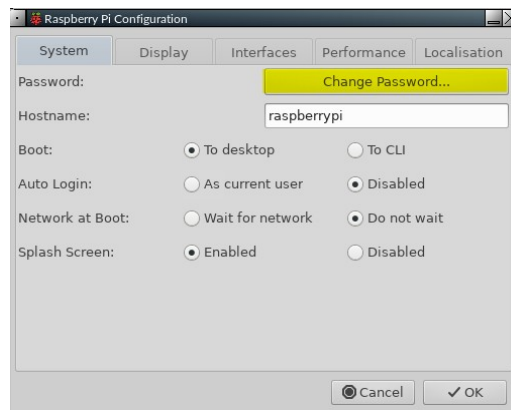 Raspberry Pi Configuration
System Display Interfaces Performance Localisation
Password: Change Password...
Hostname: raspberrypi
Boot: To desktop To CLI
Auto Login: As current user Disabled
Network at Boot: Wait for network Do not wait
Splash Screen: Enabled Disabled
Cancel OK